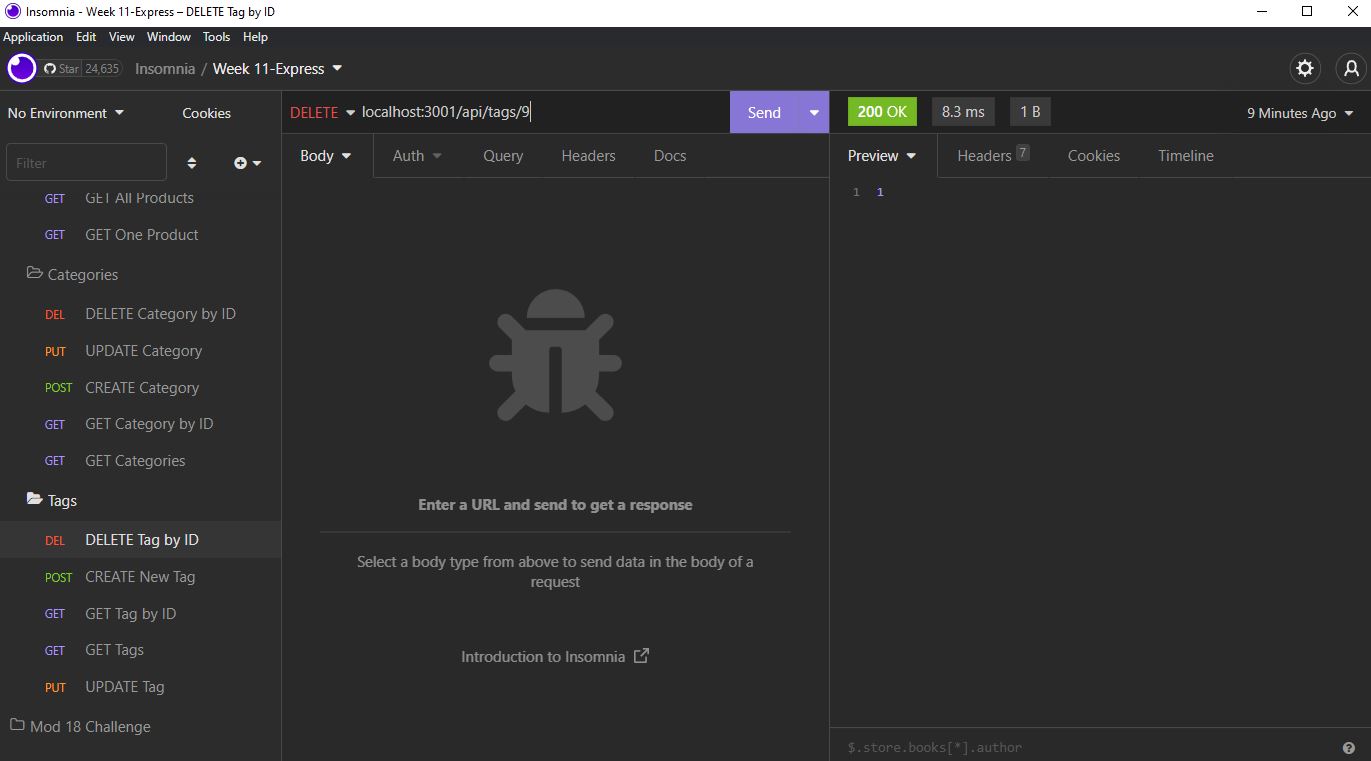 Insomnia - Week 11-Express – DELETE Tag by ID
Application Edit View Window Tools Help
Star 24,635 Insomnia / Week 11-Express
No Environment Cookies
DELETE localhost:3001/api/tags/9 Send
200 OK 8.3 ms 1 B 9 Minutes Ago
Filter
Body Auth Query Headers Docs
Preview Headers 7 Cookies Timeline
1 1
GET GET All Products
GET GET One Product
Categories
DEL DELETE Category by ID
PUT UPDATE Category
POST CREATE Category
GET GET Category by ID
GET GET Categories
Tags
DEL DELETE Tag by ID
POST CREATE New Tag
GET GET Tag by ID
GET GET Tags
PUT UPDATE Tag
Mod 18 Challenge
Enter a URL and send to get a response
Select a body type from above to send data in the body of a
request
Introduction to Insomnia
$.store.books[*].author